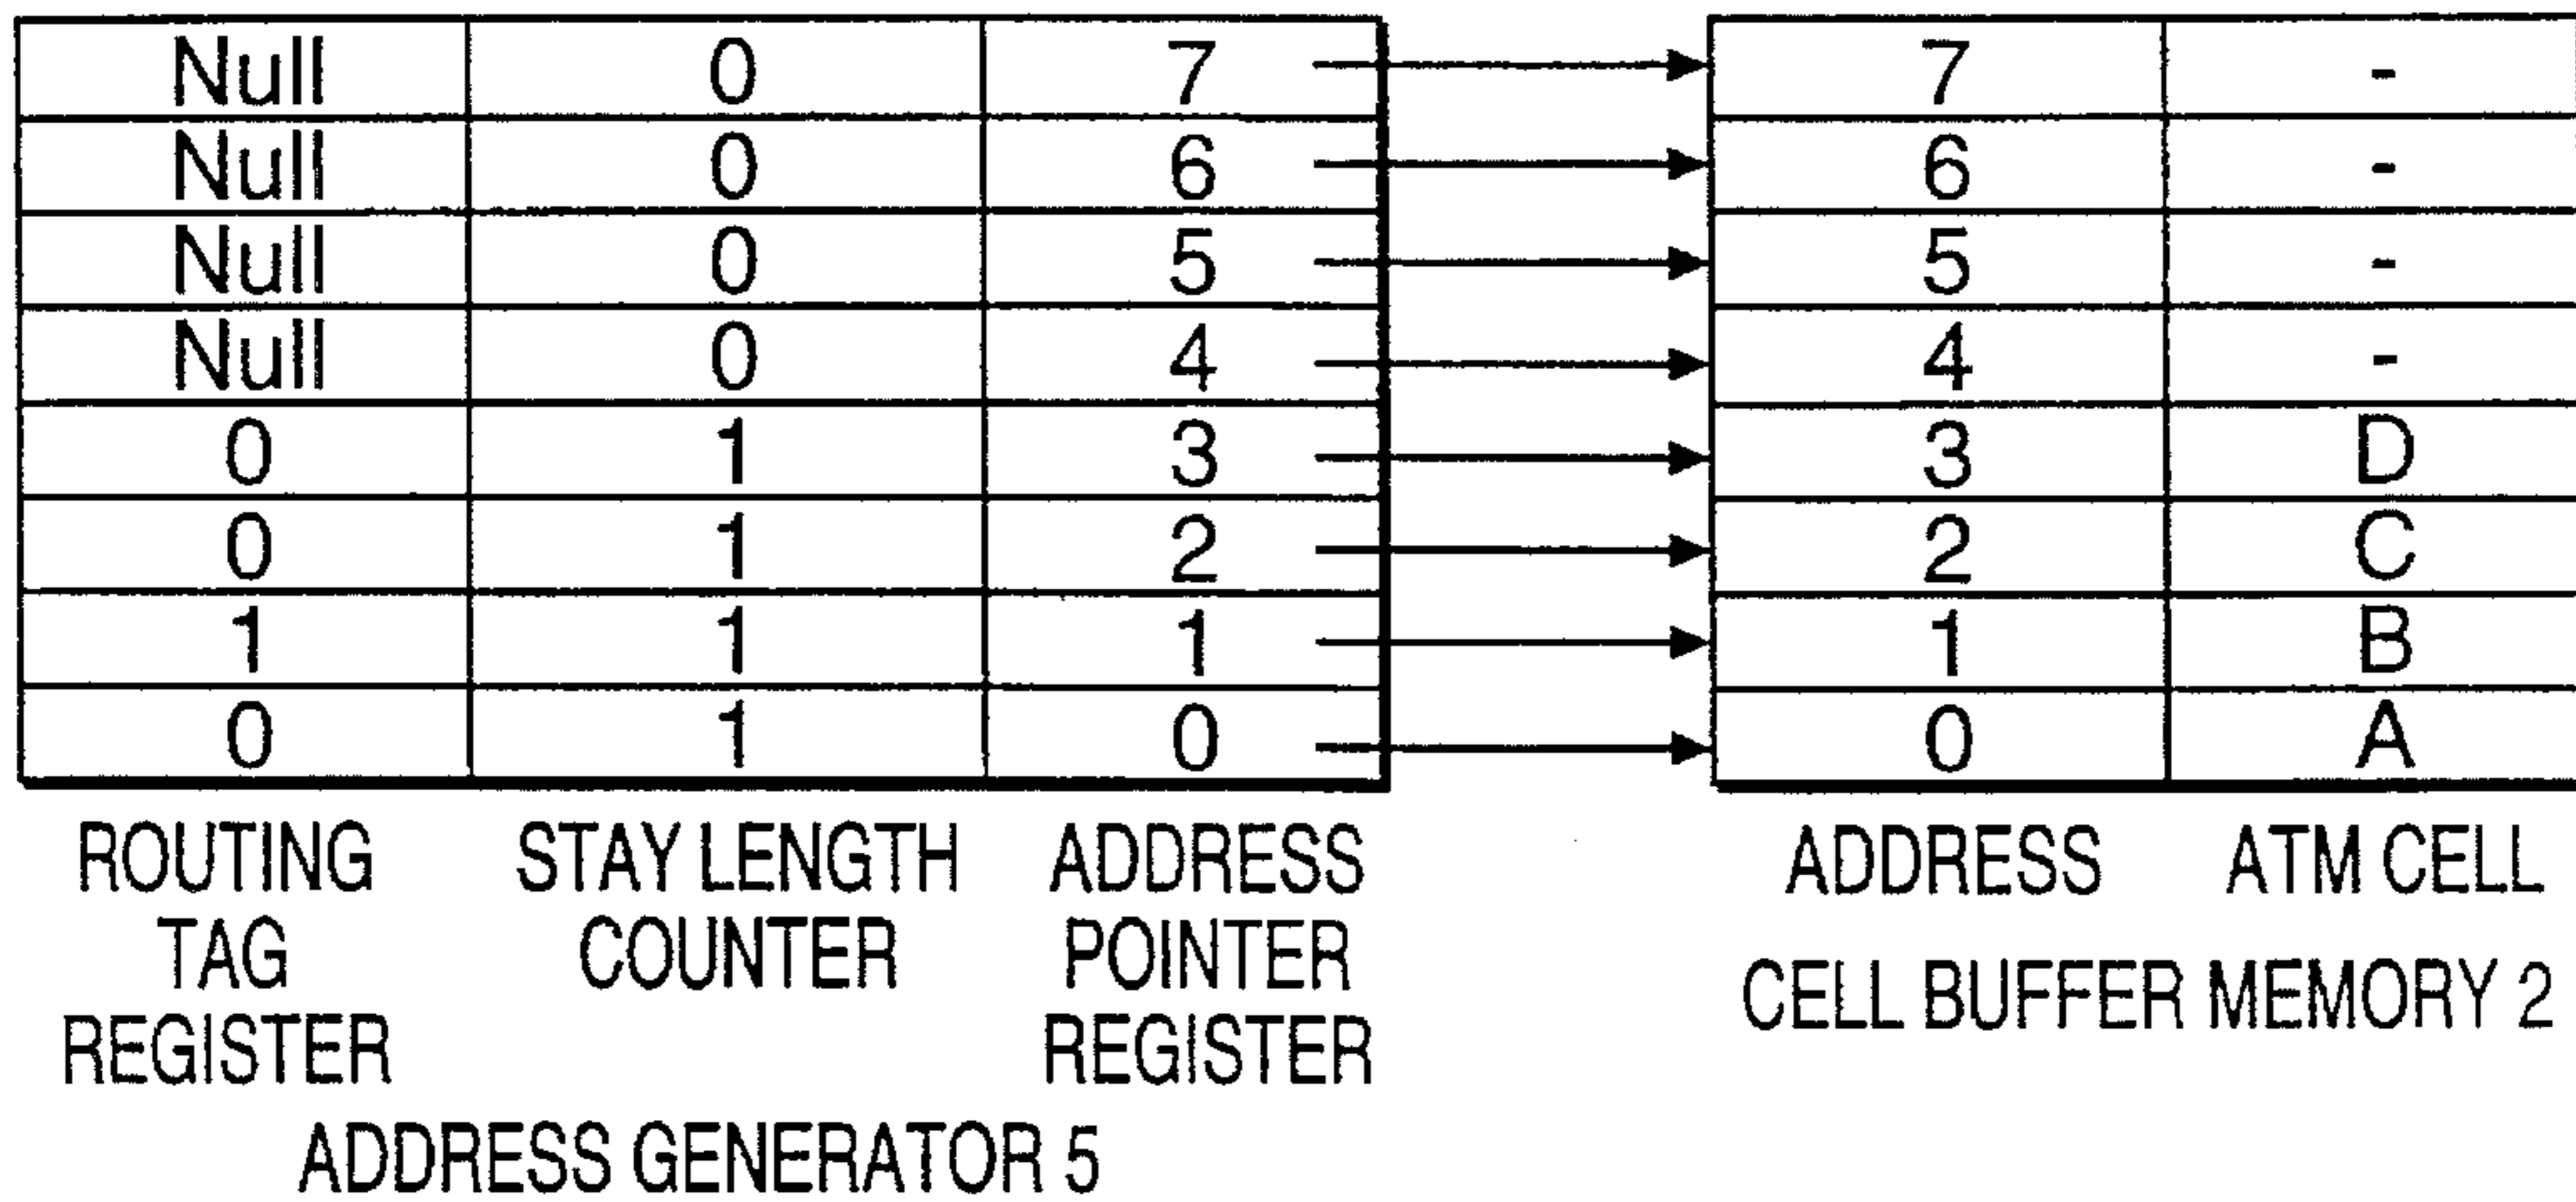 Null 0 7 7 -
Null 0 6 6 -
Null 0 5 5 -
Null 0 4 4 -
0 1 3 3 D
0 1 2 2 C
1 1 1 1 B
0 1 0 0 A
ROUTING TAG REGISTER
STAY LENGTH COUNTER
ADDRESS POINTER REGISTER
ADDRESS GENERATOR 5
ADDRESS ATM CELL
CELL BUFFER MEMORY 2